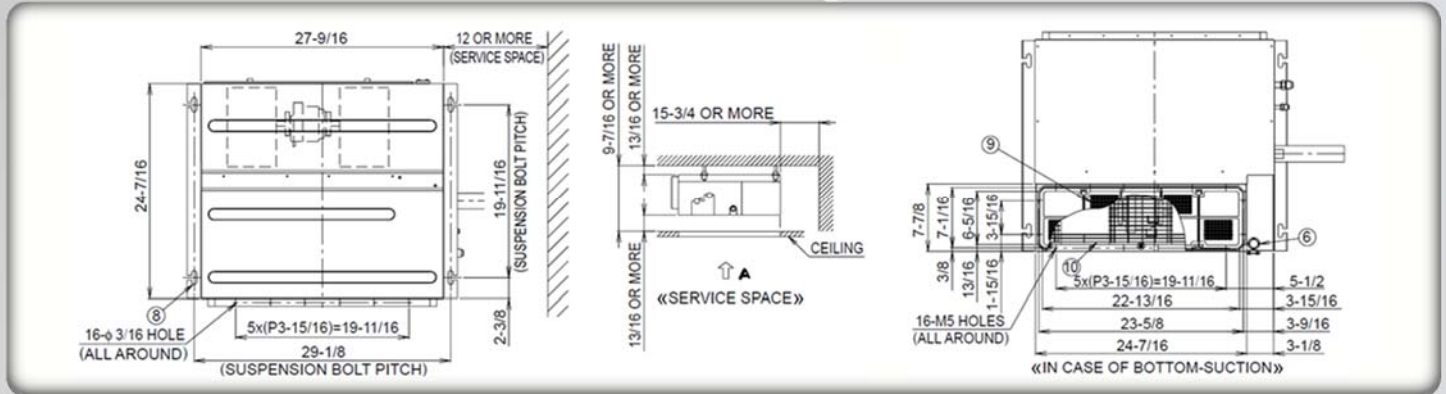 27-9/16
12 OR MORE
(SERVICE SPACE)
24-7/16
19-11/16
(SUSPENSION BOLT PITCH)
⑧
16-ϕ 3/16 HOLE
(ALL AROUND)
5x(P3-15/16)=19-11/16
2-3/8
29-1/8
(SUSPENSION BOLT PITCH)
9-7/16 OR MORE
13/16 OR MORE
15-3/4 OR MORE
13/16 OR MORE
CEILING
A
«SERVICE SPACE»
⑨
7-7/8
7-1/16
6-5/16
3-15/16
⑥
⑩
3/8
13/16
1-15/16
5x(P3-15/16)=19-11/16
5-1/2
22-13/16
3-15/16
16-M5 HOLES
(ALL AROUND)
23-5/8
3-9/16
24-7/16
3-1/8
«IN CASE OF BOTTOM-SUCTION»